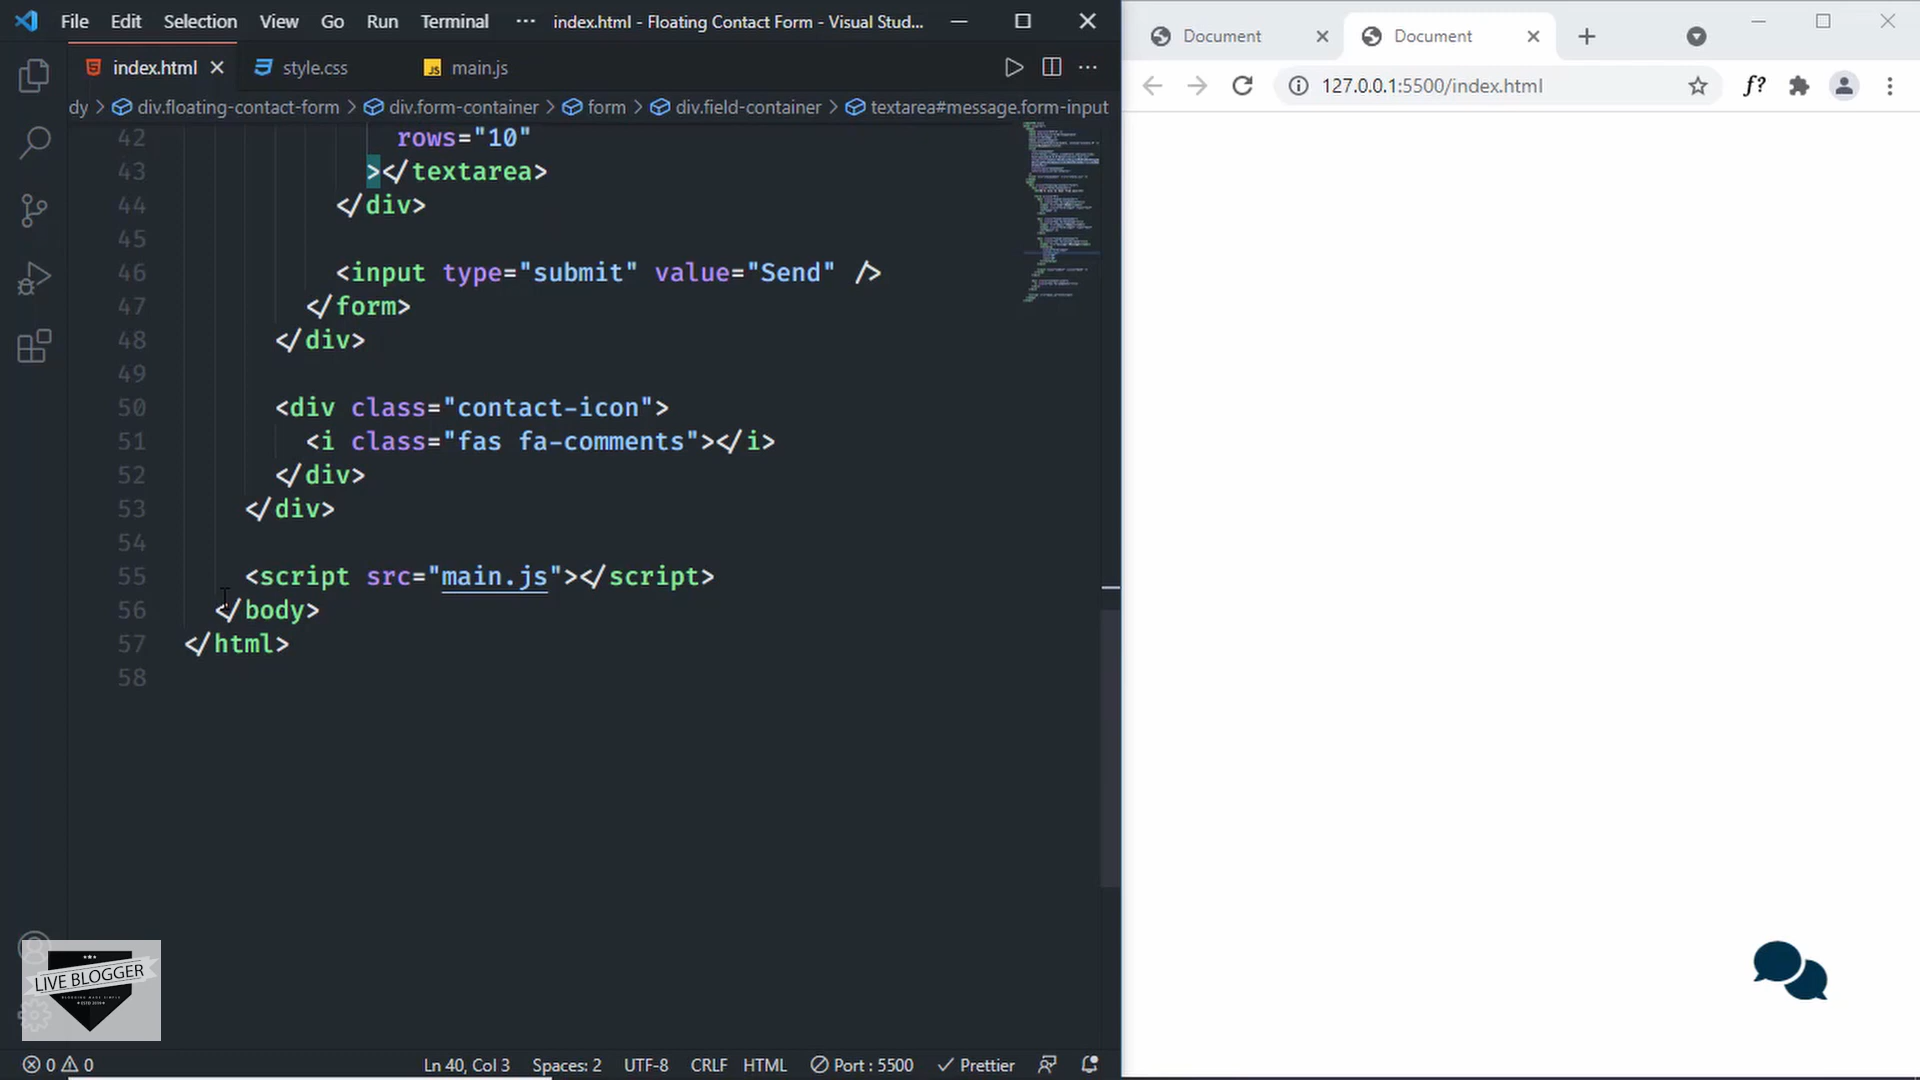 File Edit Selection View Go Run Terminal ··· index.html - Floating Contact Form - Visual Stud...
index.html style.css JS main.js
dy > div.floating-contact-form > div.form-container > form > div.field-container > textarea#message.form-input
42 rows="10"
43 ></textarea>
44 </div>
45
46 <input type="submit" value="Send" />
47 </form>
48 </div>
49
50 <div class="contact-icon">
51 <i class="fas fa-comments"></i>
52 </div>
53 </div>
54
55 <script src="main.js"></script>
56 </body>
57 </html>
58
LIVE BLOGGER
0 0 Ln 40, Col 3 Spaces: 2 UTF-8 CRLF HTML Port : 5500 Prettier
Document Document
127.0.0.1:5500/index.html f?